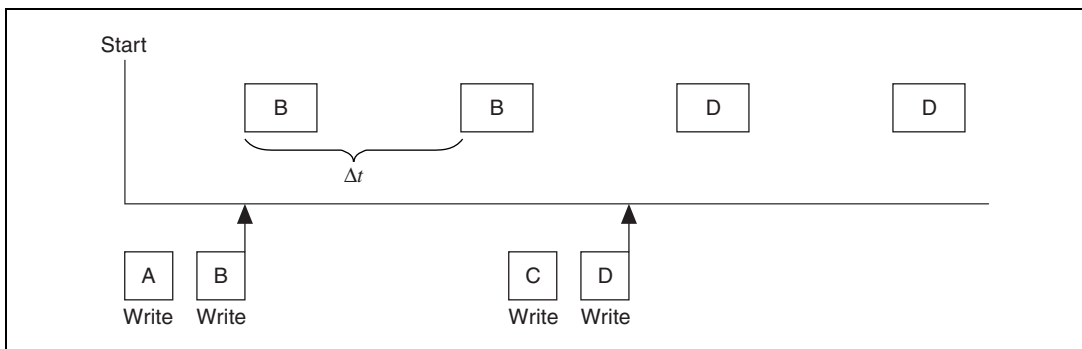 Start
B B D D
Δt
A B C D
Write Write Write Write